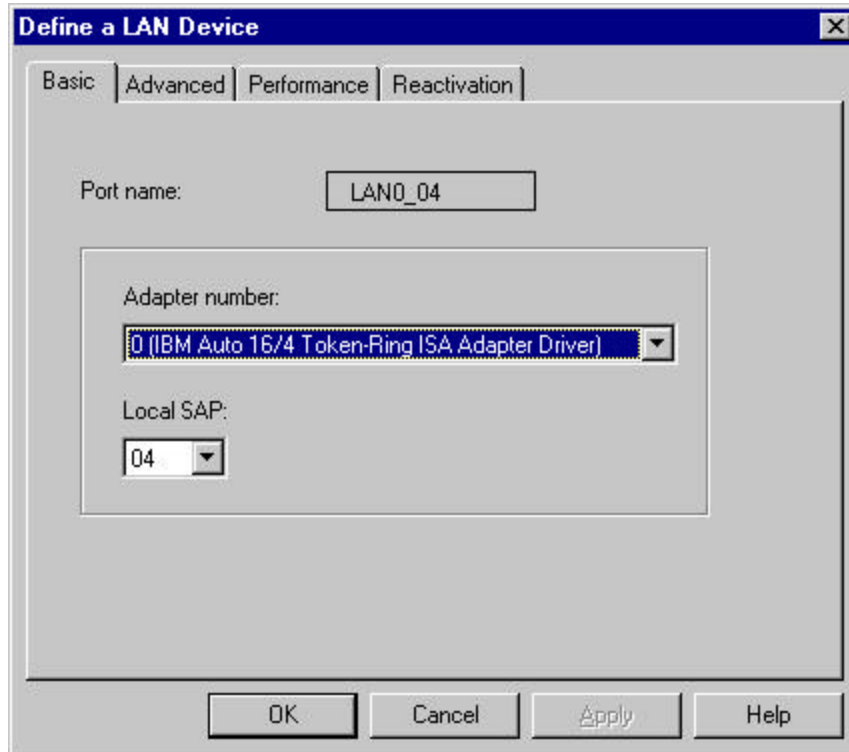 Define a LAN Device
Basic Advanced Performance Reactivation
Port name: LAN0_04
Adapter number:
0 (IBM Auto 16/4 Token-Ring ISA Adapter Driver)
Local SAP:
04
OK Cancel Apply Help